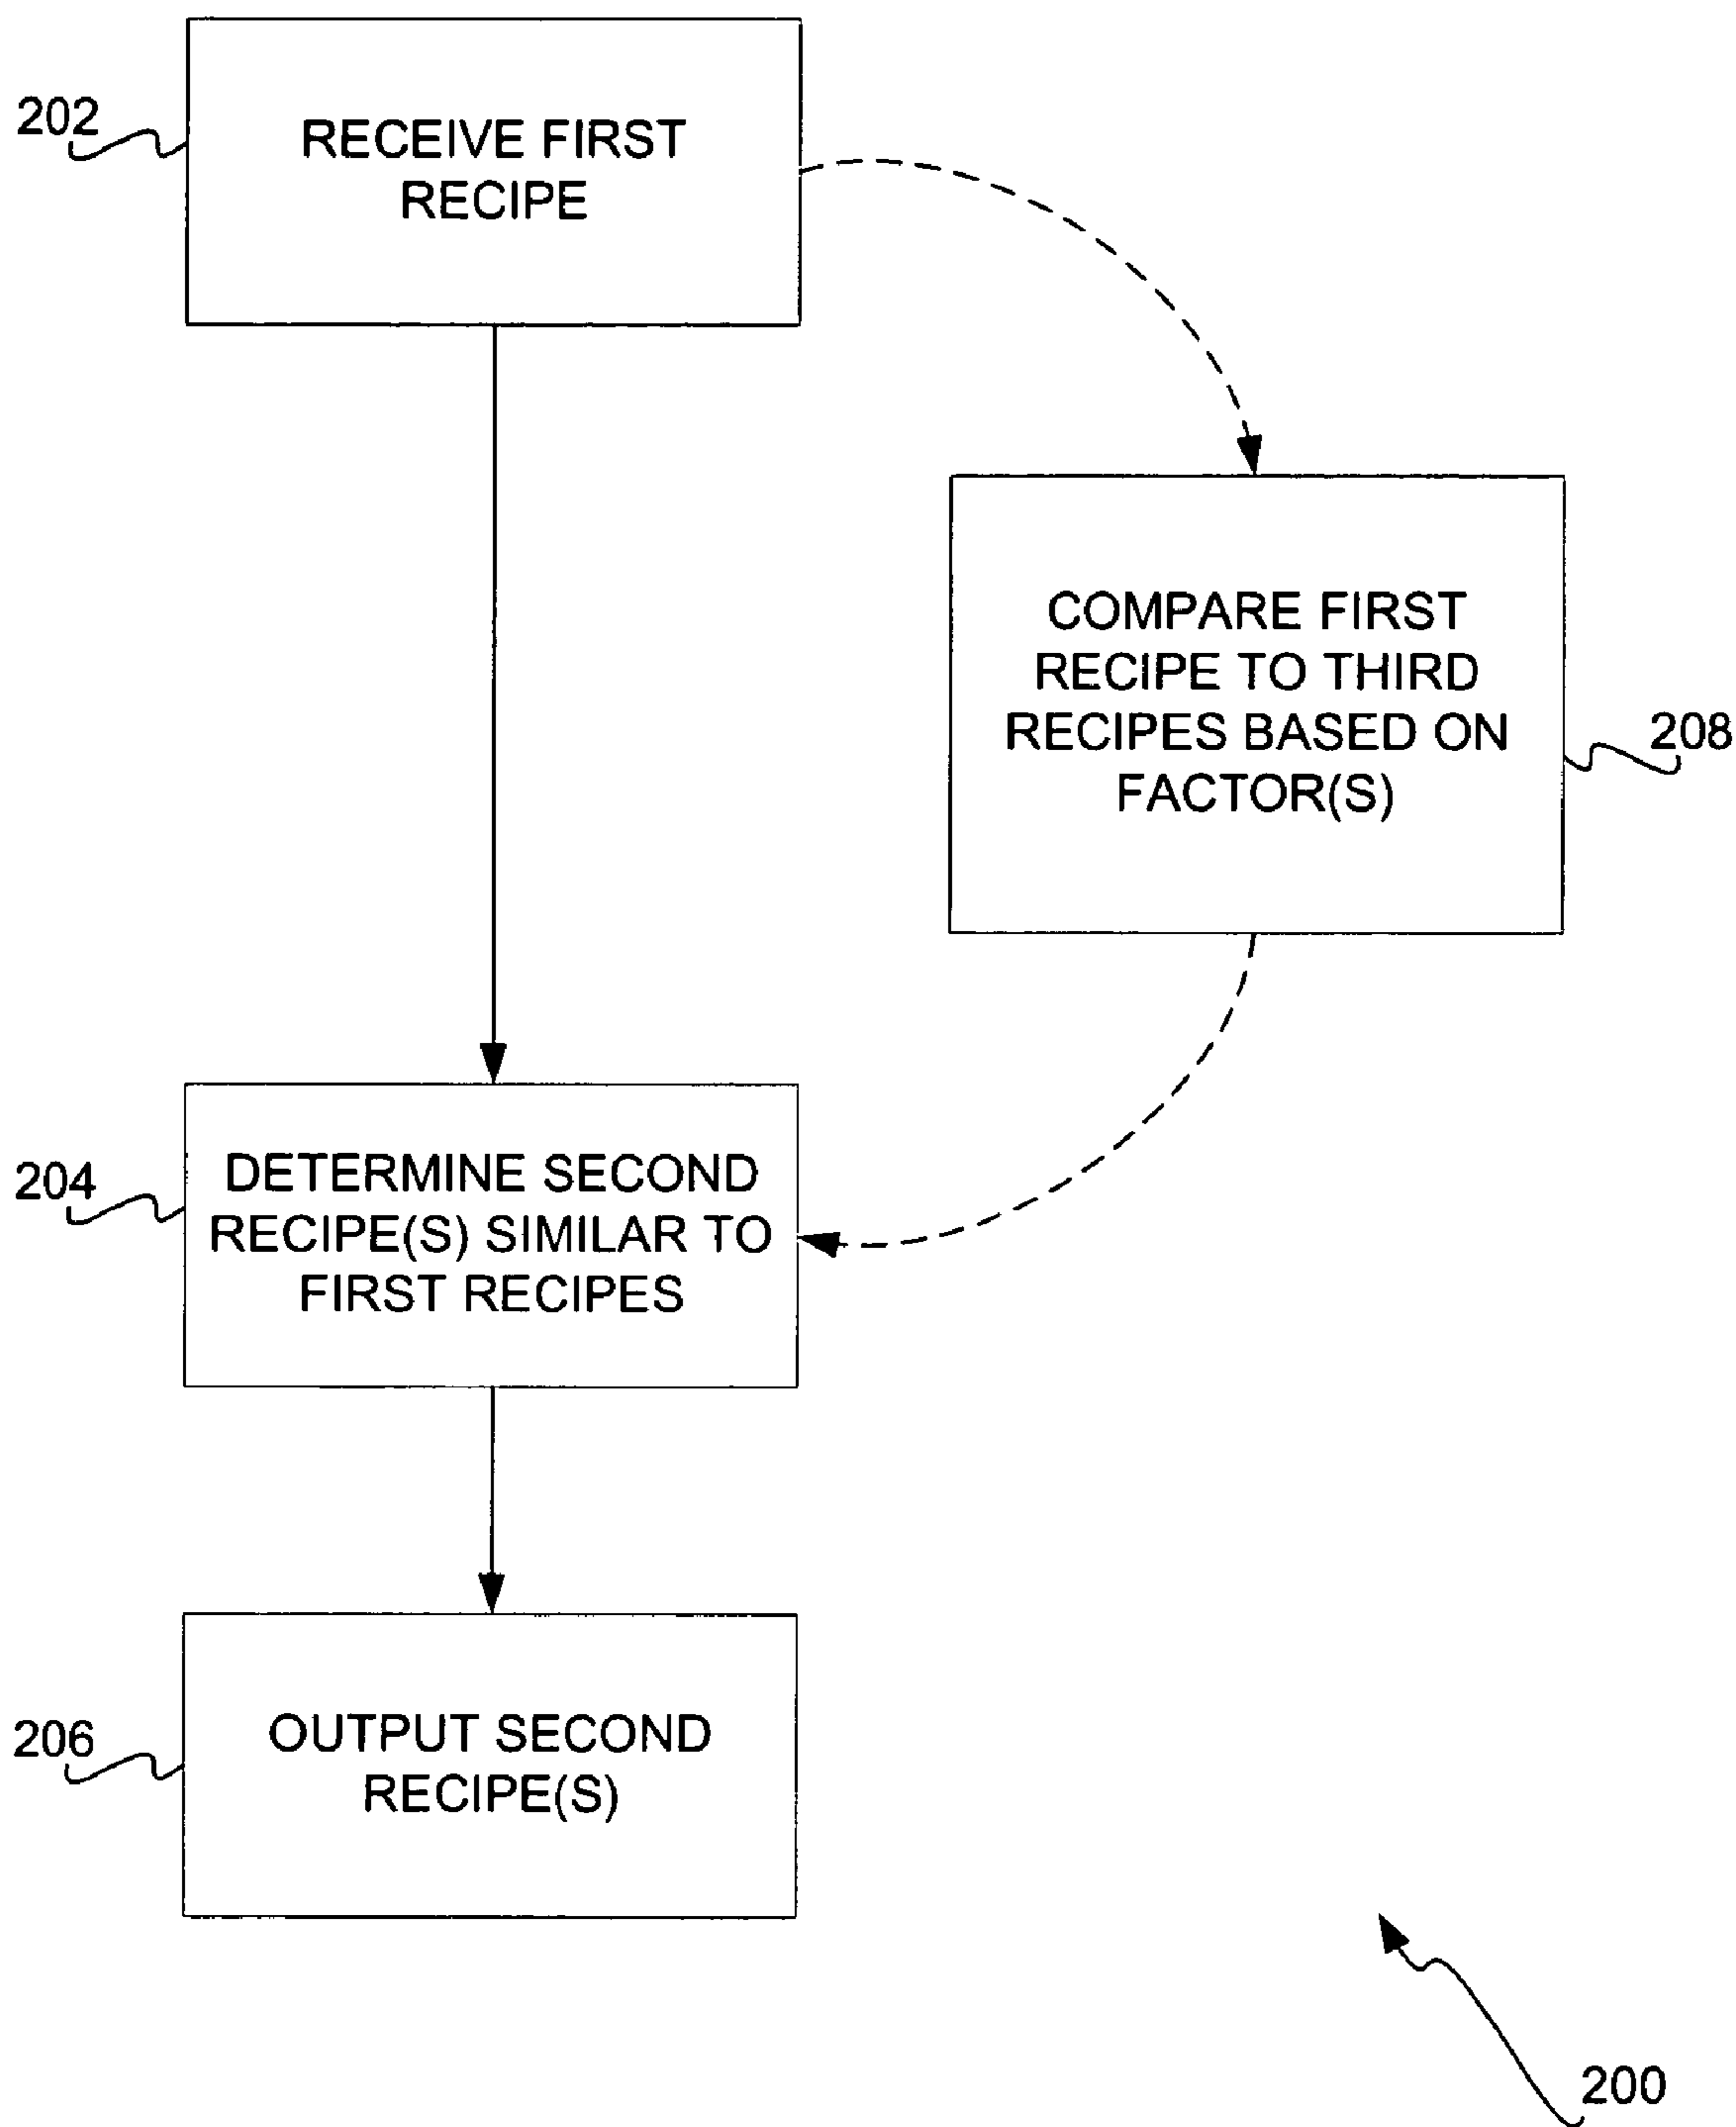 202
RECEIVE FIRST
RECIPE
COMPARE FIRST
RECIPE TO THIRD
RECIPES BASED ON
FACTOR(S)
208
204
DETERMINE SECOND
RECIPE(S) SIMILAR TO
FIRST RECIPES
206
OUTPUT SECOND
RECIPE(S)
200